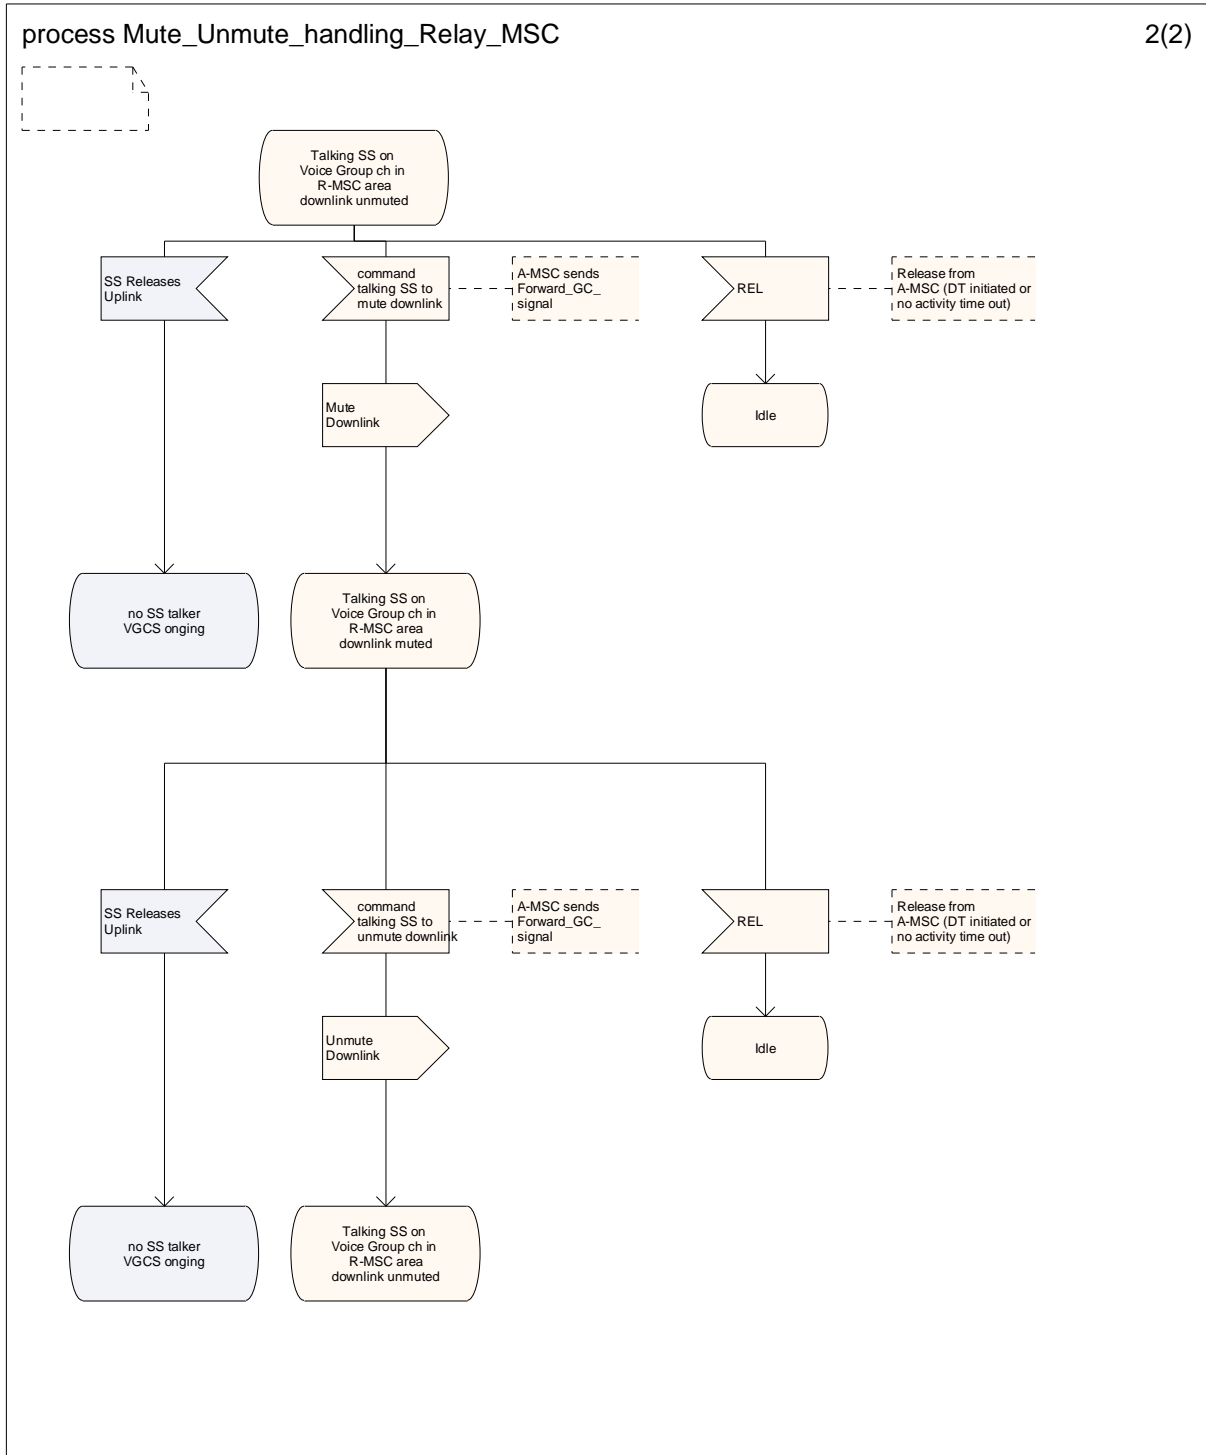 process Mute_Unmute_handling_Relay_MSC
2(2)
Talking SS on
Voice Group ch in
R-MSC area
downlink unmuted
SS Releases
Uplink
command
talking SS to
mute downlink
A-MSC sends
Forward_GC_
signal
REL
Release from
A-MSC (DT initiated or
no activity time out)
Mute
Downlink
Idle
no SS talker
VGCS onging
Talking SS on
Voice Group ch in
R-MSC area
downlink muted
SS Releases
Uplink
command
talking SS to
unmute downlink
A-MSC sends
Forward_GC_
signal
REL
Release from
A-MSC (DT initiated or
no activity time out)
Unmute
Downlink
Idle
no SS talker
VGCS onging
Talking SS on
Voice Group ch in
R-MSC area
downlink unmuted